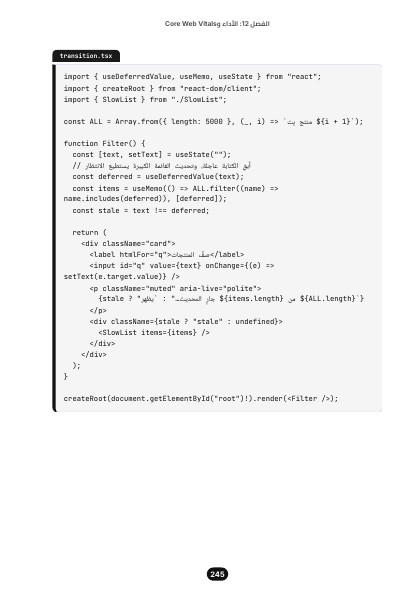 الفصل 12: الأداء وCore Web Vitals
transition.tsx
import { useDeferredValue, useMemo, useState } from "react";
import { createRoot } from "react-dom/client";
import { SlowList } from "./SlowList";
const ALL = Array.from({ length: 5000 }, (_, i) => `منتج بت ${i + 1}`);
function Filter() {
const [text, setText] = useState("");
// أبقِ الكتابة عاجلة، وتحديث القائمة الكبيرة يستطيع الانتظار
const deferred = useDeferredValue(text);
const items = useMemo(() => ALL.filter((name) =>
name.includes(deferred)), [deferred]);
const stale = text !== deferred;
return (
<div className="card">
<label htmlFor="q">صفِّ المنتجات</label>
<input id="q" value={text} onChange={(e) =>
setText(e.target.value)} />
<p className="muted" aria-live="polite">
{stale ? "جارٍ التحديث…" : `يظهر ${items.length} من ${ALL.length}`}
</p>
<div className={stale ? "stale" : undefined}>
<SlowList items={items} />
</div>
</div>
);
}
createRoot(document.getElementById("root")!).render(<Filter />);
245